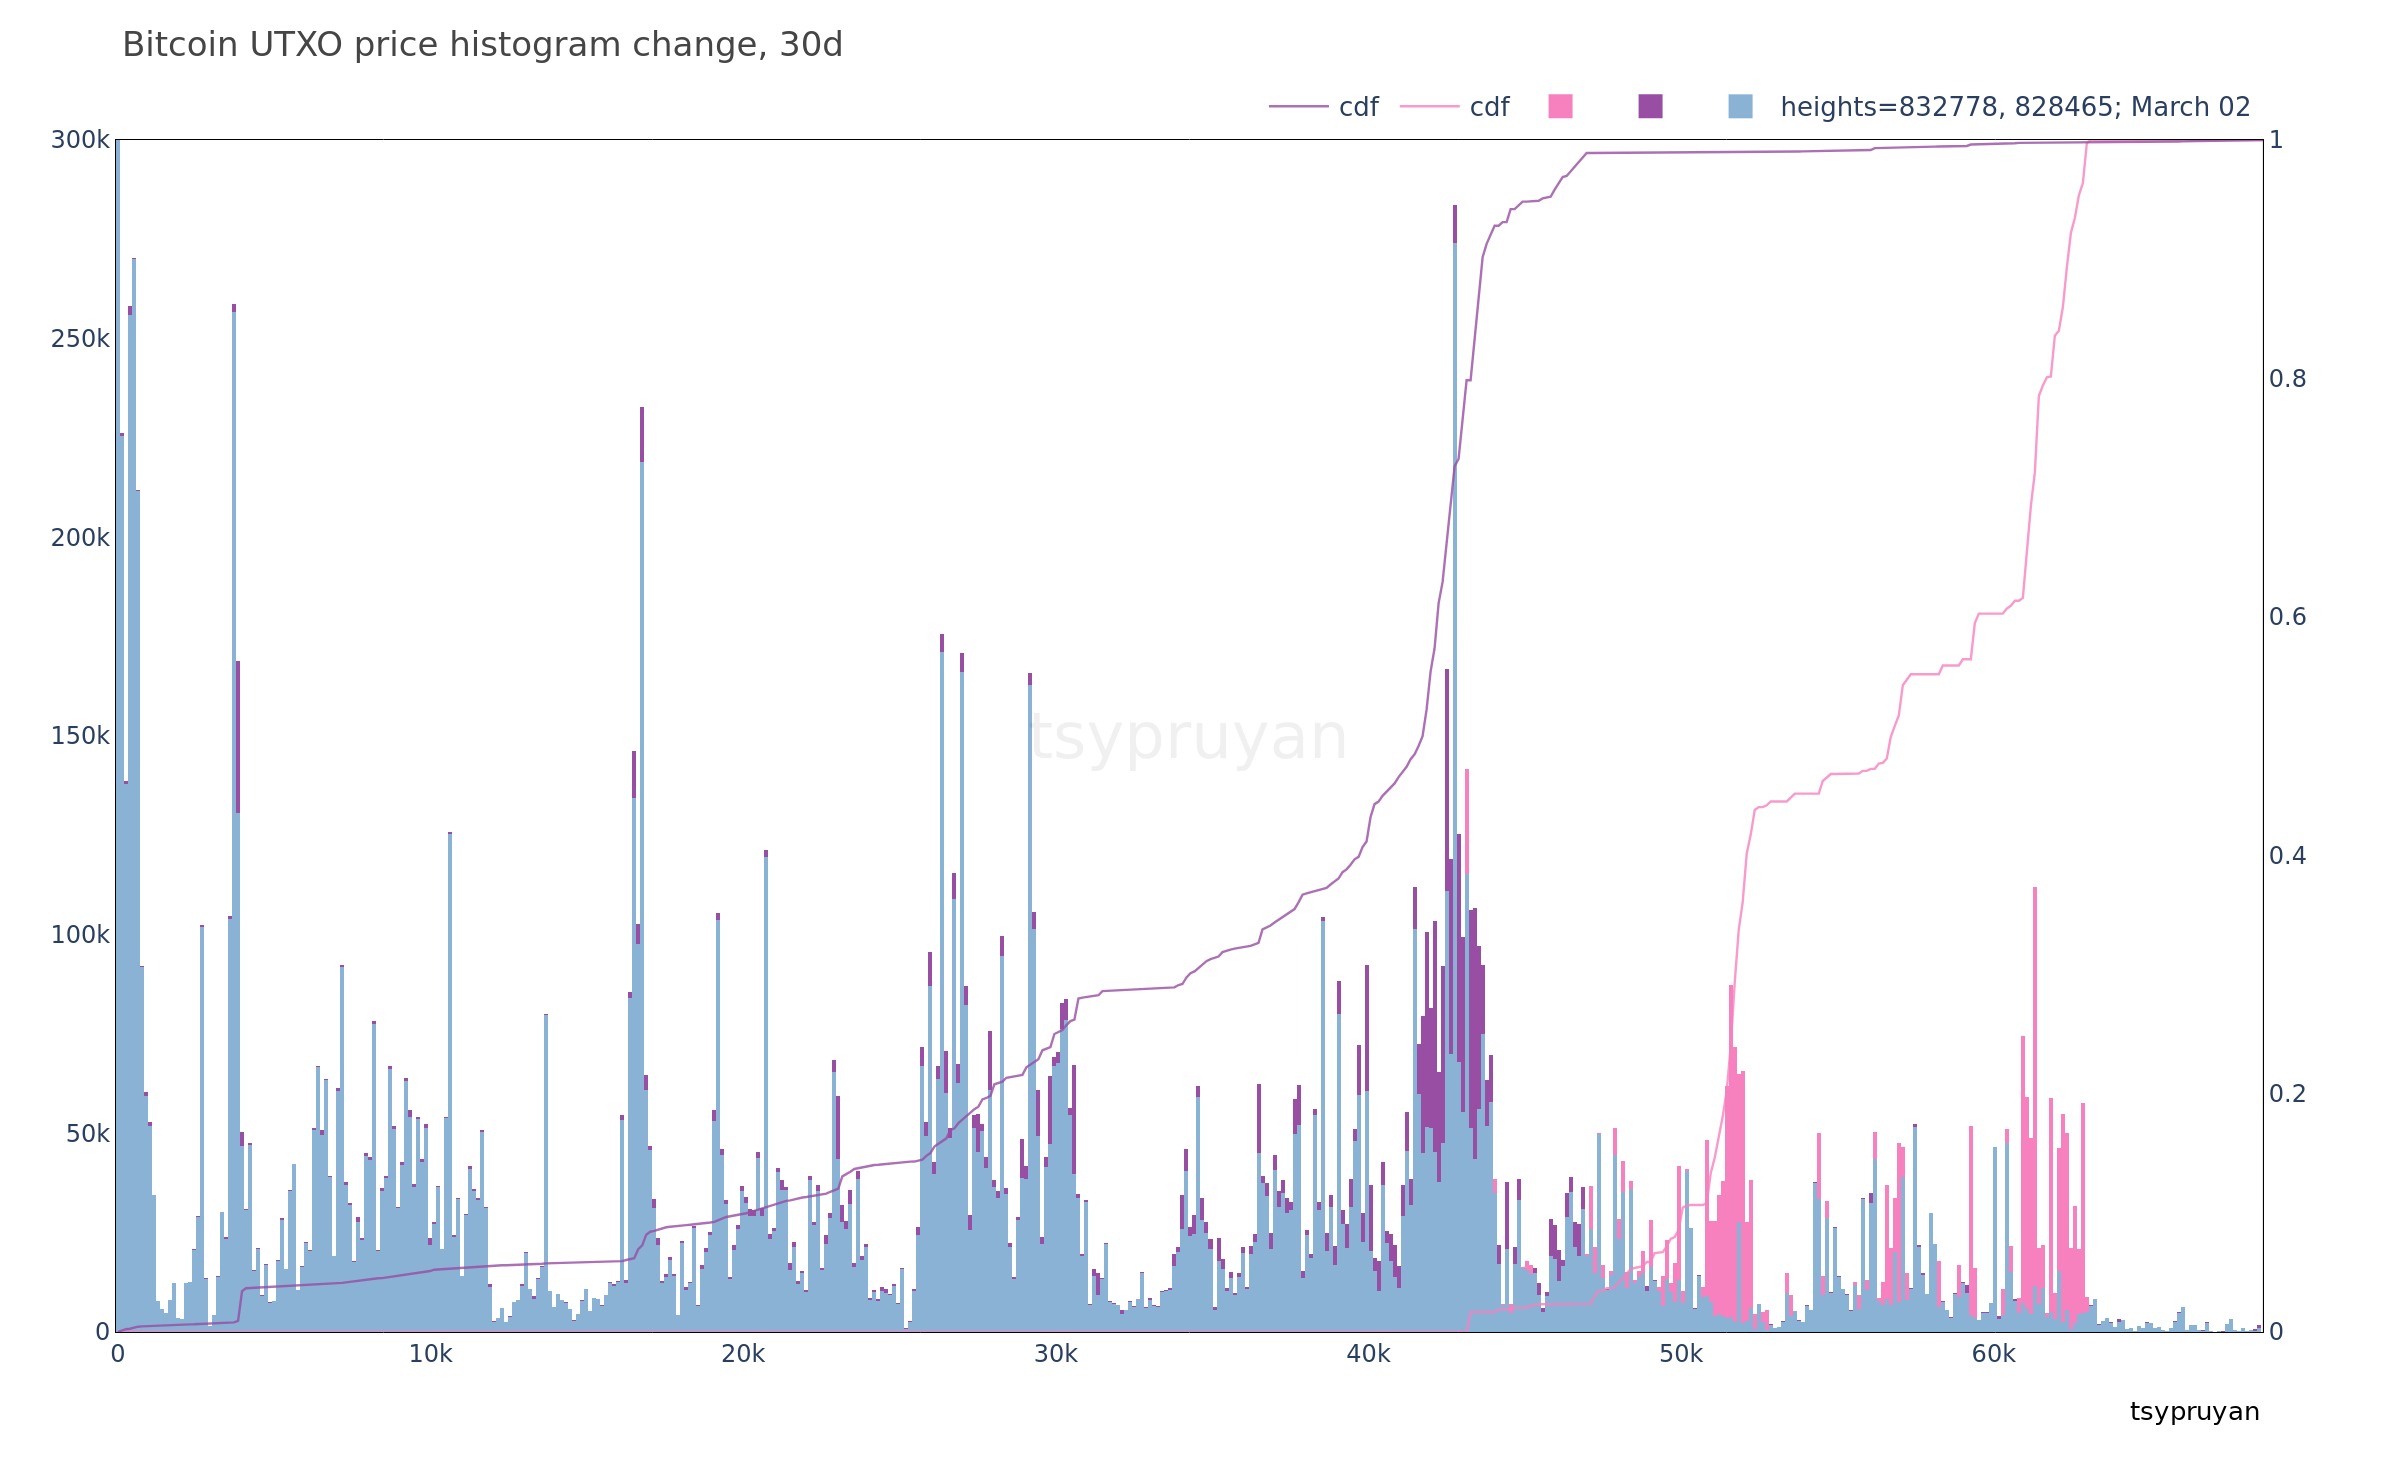 Bitcoin UTXO price histogram change, 30d
cdf cdf heights=832778, 828465; March 02
300k 1
250k
0.8
200k
0.6
150k
tsypruyan
0.4
100k
0.2
50k
0 0
0 10k 20k 30k 40k 50k 60k
tsypruyan